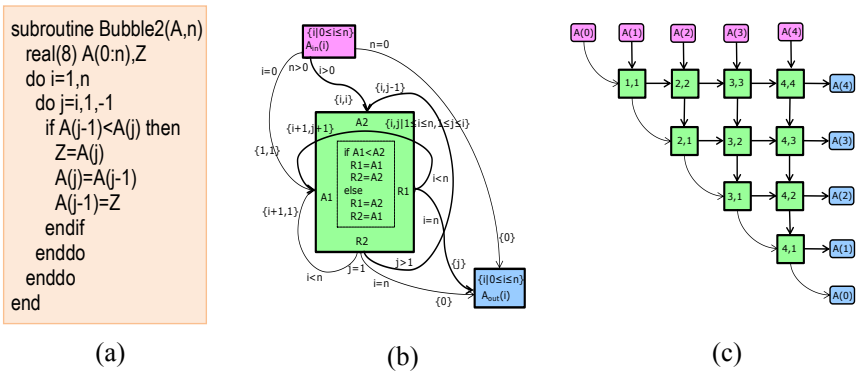 subroutine Bubble2(A,n)
real(8) A(0:n),Z
do i=1,n
do j=i,1,-1
if A(j-1)<A(j) then
Z=A(j)
A(j)=A(j-1)
A(j-1)=Z
endif
enddo
enddo
end
(a)
{i|0≤i≤n}
Ain(i)
n=0
i=0
n>0
i>0
{i,i}
{i,j-1}
A2
{i+1,j+1}
{i,j|1≤i≤n,1≤j≤i}
{1,1}
if A1<A2
R1=A1
R2=A2
else
R1=A2
R2=A1
A1
R1
i<n
{i+1,1}
i=n
R2
{0}
j=1
j>1
{j}
i<n
i=n
{0}
{i|0≤i≤n}
Aout(i)
(b)
A(0)
A(1)
A(2)
A(3)
A(4)
1,1
2,2
3,3
4,4
A(4)
2,1
3,2
4,3
A(3)
3,1
4,2
A(2)
4,1
A(1)
A(0)
(c)